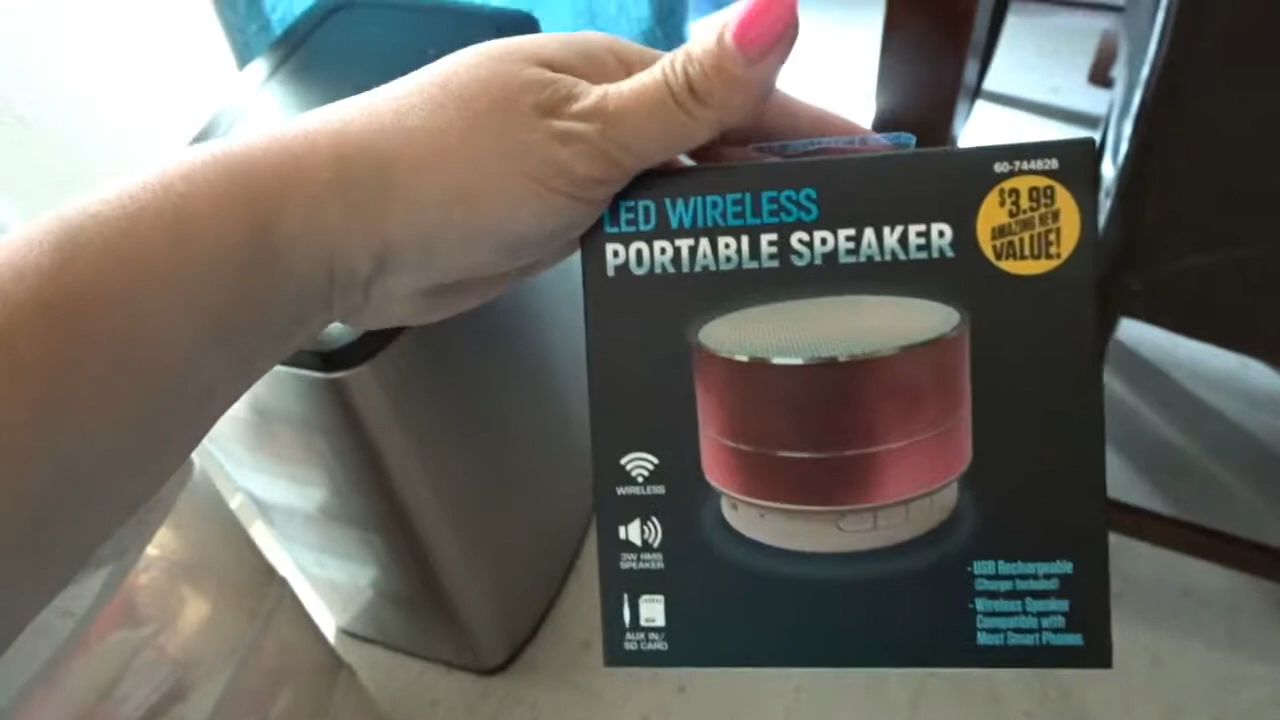 60-744828
$3.99
AMAZING NEW
VALUE!
LED WIRELESS
PORTABLE SPEAKER
WIRELESS
3W RMS
SPEAKER
AUX IN/
SD CARD
- USB Rechargeable
(Charger Included)
- Wireless Speaker
Compatible with
Most Smart Phones